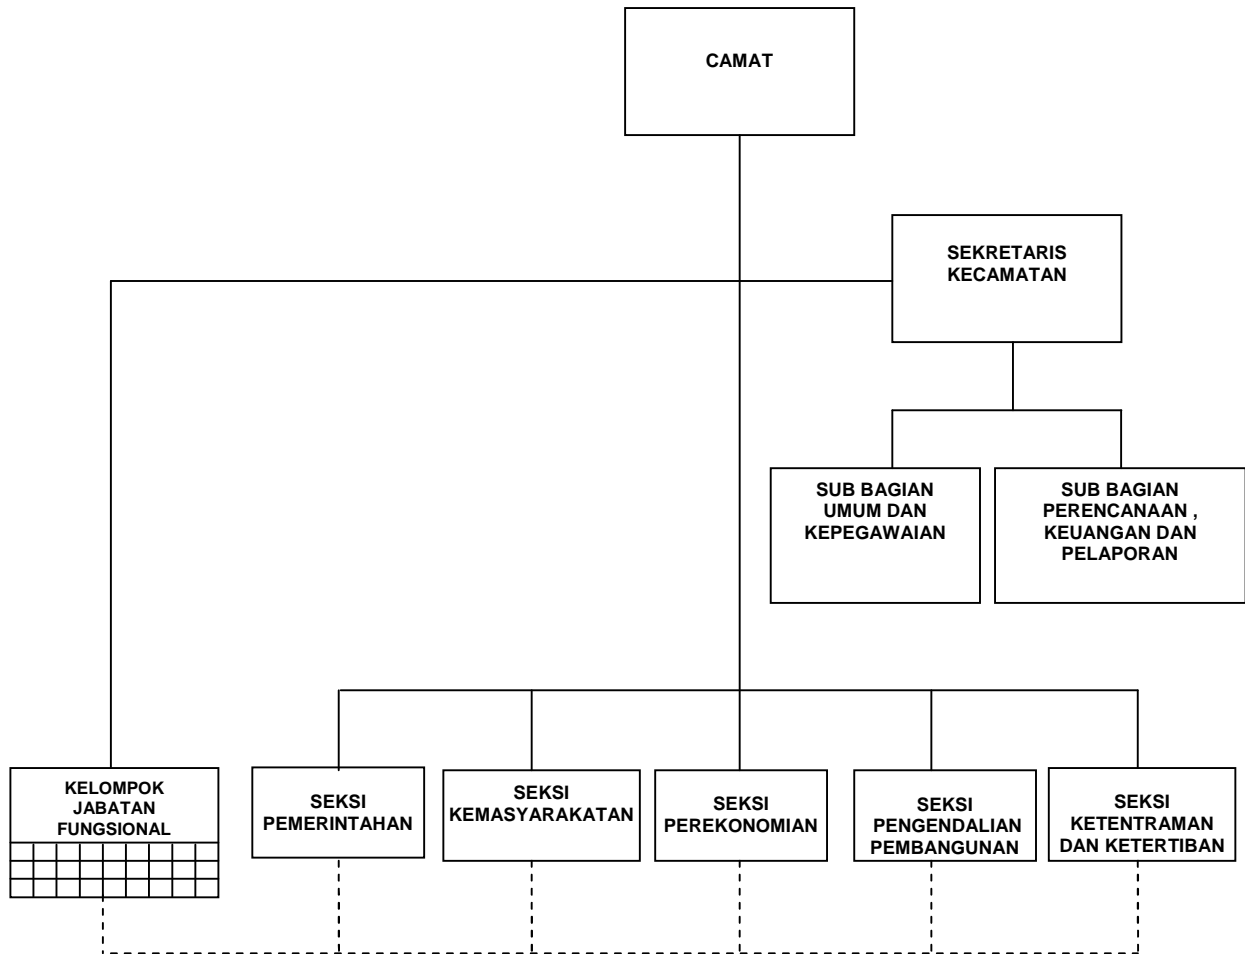 CAMAT
SEKRETARIS
KECAMATAN
SUB BAGIAN
UMUM DAN
KEPEGAWAIAN
SUB BAGIAN
PERENCANAAN ,
KEUANGAN DAN
PELAPORAN
KELOMPOK
JABATAN
FUNGSIONAL
SEKSI
PEMERINTAHAN
SEKSI
KEMASYARAKATAN
SEKSI
PEREKONOMIAN
SEKSI
PENGENDALIAN
PEMBANGUNAN
SEKSI
KETENTRAMAN
DAN KETERTIBAN